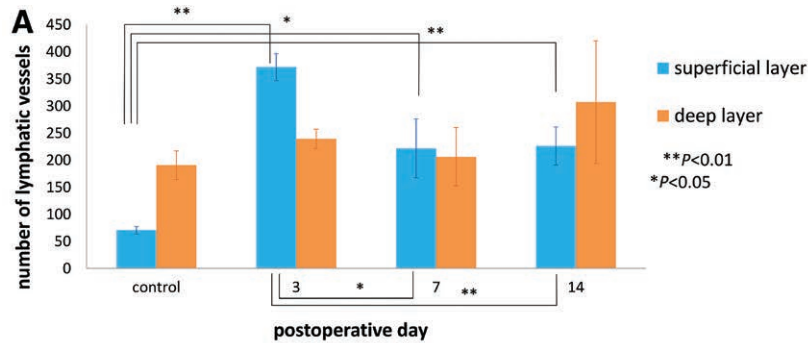 A
** * **
450
400
350
300
250
200
150
100
50
0
number of lymphatic vessels
superficial layer
deep layer
**P<0.01
*P<0.05
control 3 7 14
* **
postoperative day